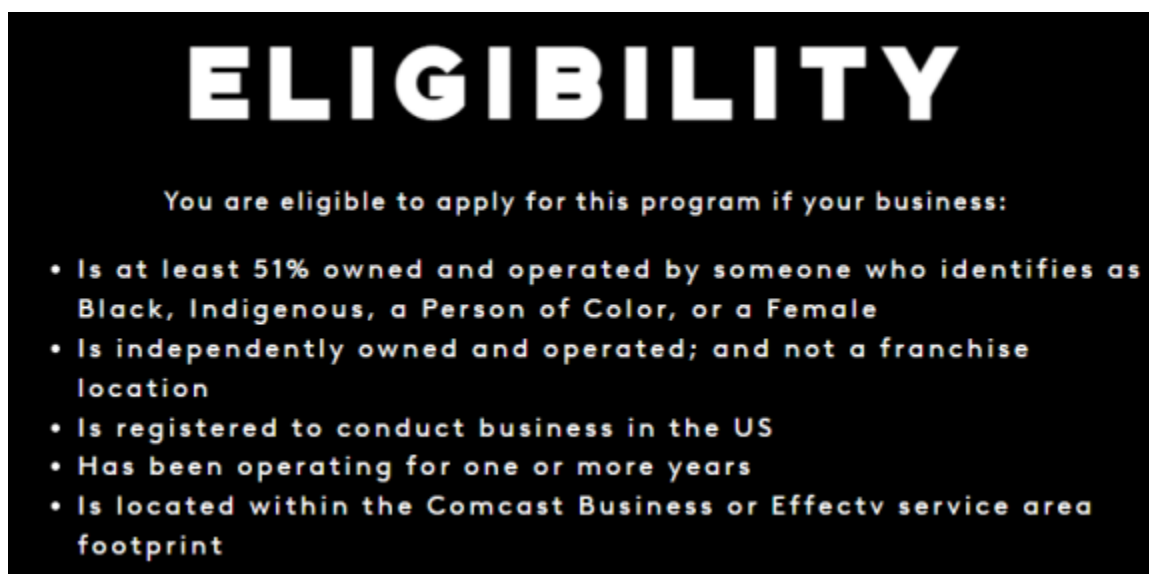 ELIGIBILITY
You are eligible to apply for this program if your business:
• Is at least 51% owned and operated by someone who identifies as
Black, Indigenous, a Person of Color, or a Female
• Is independently owned and operated; and not a franchise
location
• Is registered to conduct business in the US
• Has been operating for one or more years
• Is located within the Comcast Business or Effectv service area
footprint